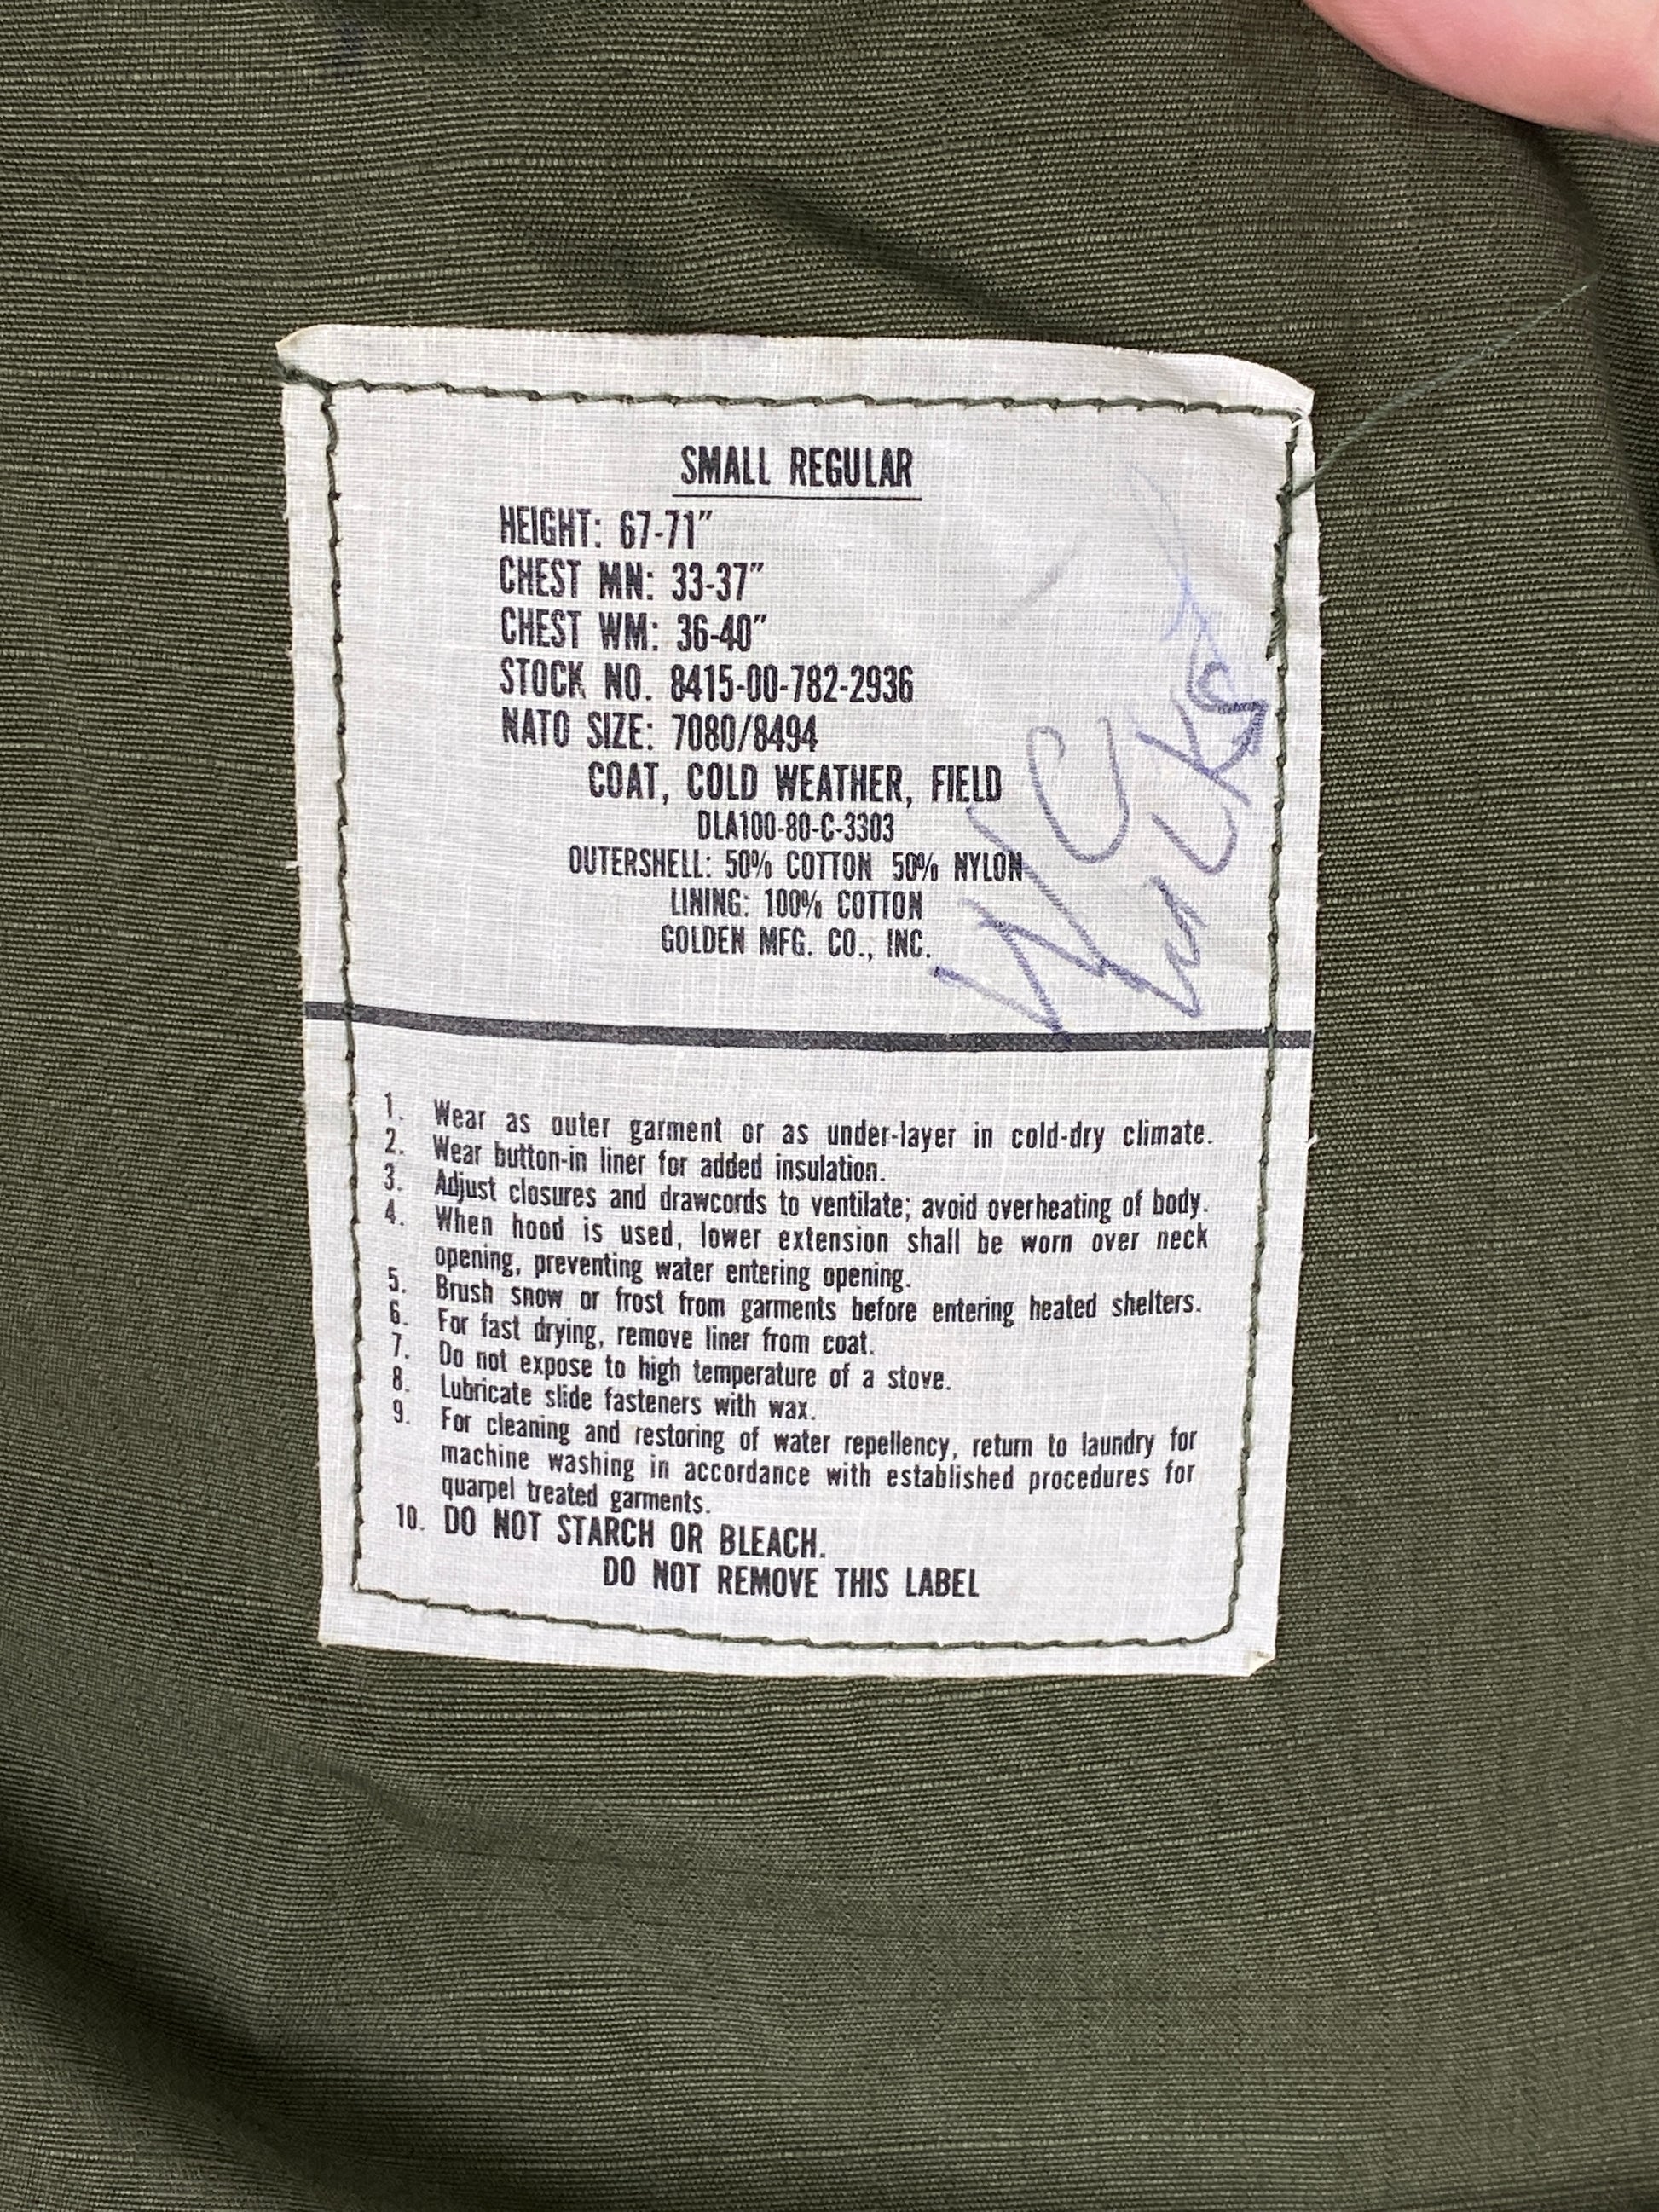 SMALL REGULAR
HEIGHT: 67-71"
CHEST MN: 33-37"
CHEST WM: 36-40"
STOCK NO. 8415-00-782-2936
NATO SIZE: 7080/8494
COAT, COLD WEATHER, FIELD
DLA100-80-C-3303
OUTERSHELL: 50% COTTON 50% NYLON
LINING: 100% COTTON
GOLDEN MFG. CO., INC.
1. Wear as outer garment or as under-layer in cold-dry climate.
2. Wear button-in liner for added insulation.
3. Adjust closures and drawcords to ventilate; avoid overheating of body.
4. When hood is used, lower extension shall be worn over neck
opening, preventing water entering opening.
5. Brush snow or frost from garments before entering heated shelters.
6. For fast drying, remove liner from coat.
7. Do not expose to high temperature of a stove.
8. Lubricate slide fasteners with wax.
9. For cleaning and restoring of water repellency, return to laundry for
machine washing in accordance with established procedures for
quarpel treated garments.
10. DO NOT STARCH OR BLEACH.
DO NOT REMOVE THIS LABEL